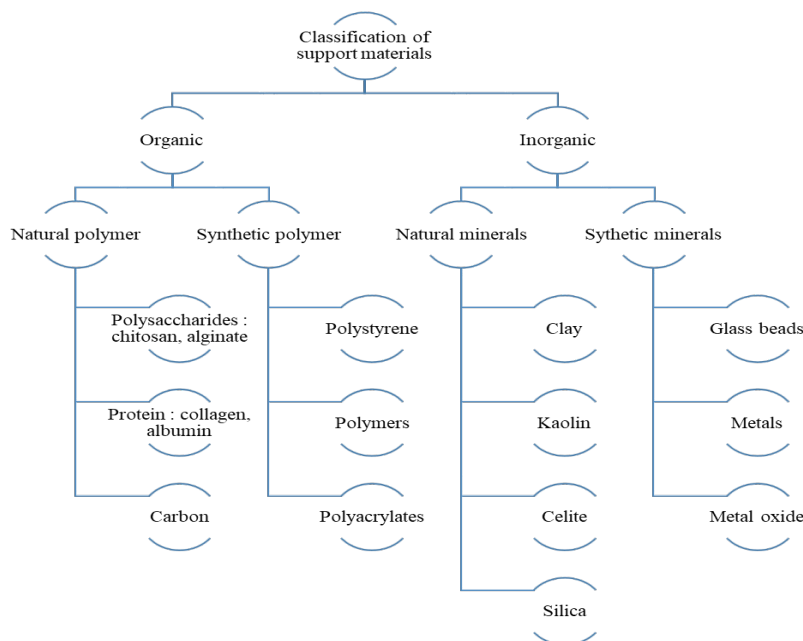 Classification of
support materials
Organic
Inorganic
Natural polymer
Synthetic polymer
Natural minerals
Sythetic minerals
Polysaccharides :
chitosan, alginate
Polystyrene
Clay
Glass beads
Protein : collagen,
albumin
Polymers
Kaolin
Metals
Carbon
Polyacrylates
Celite
Metal oxide
Silica